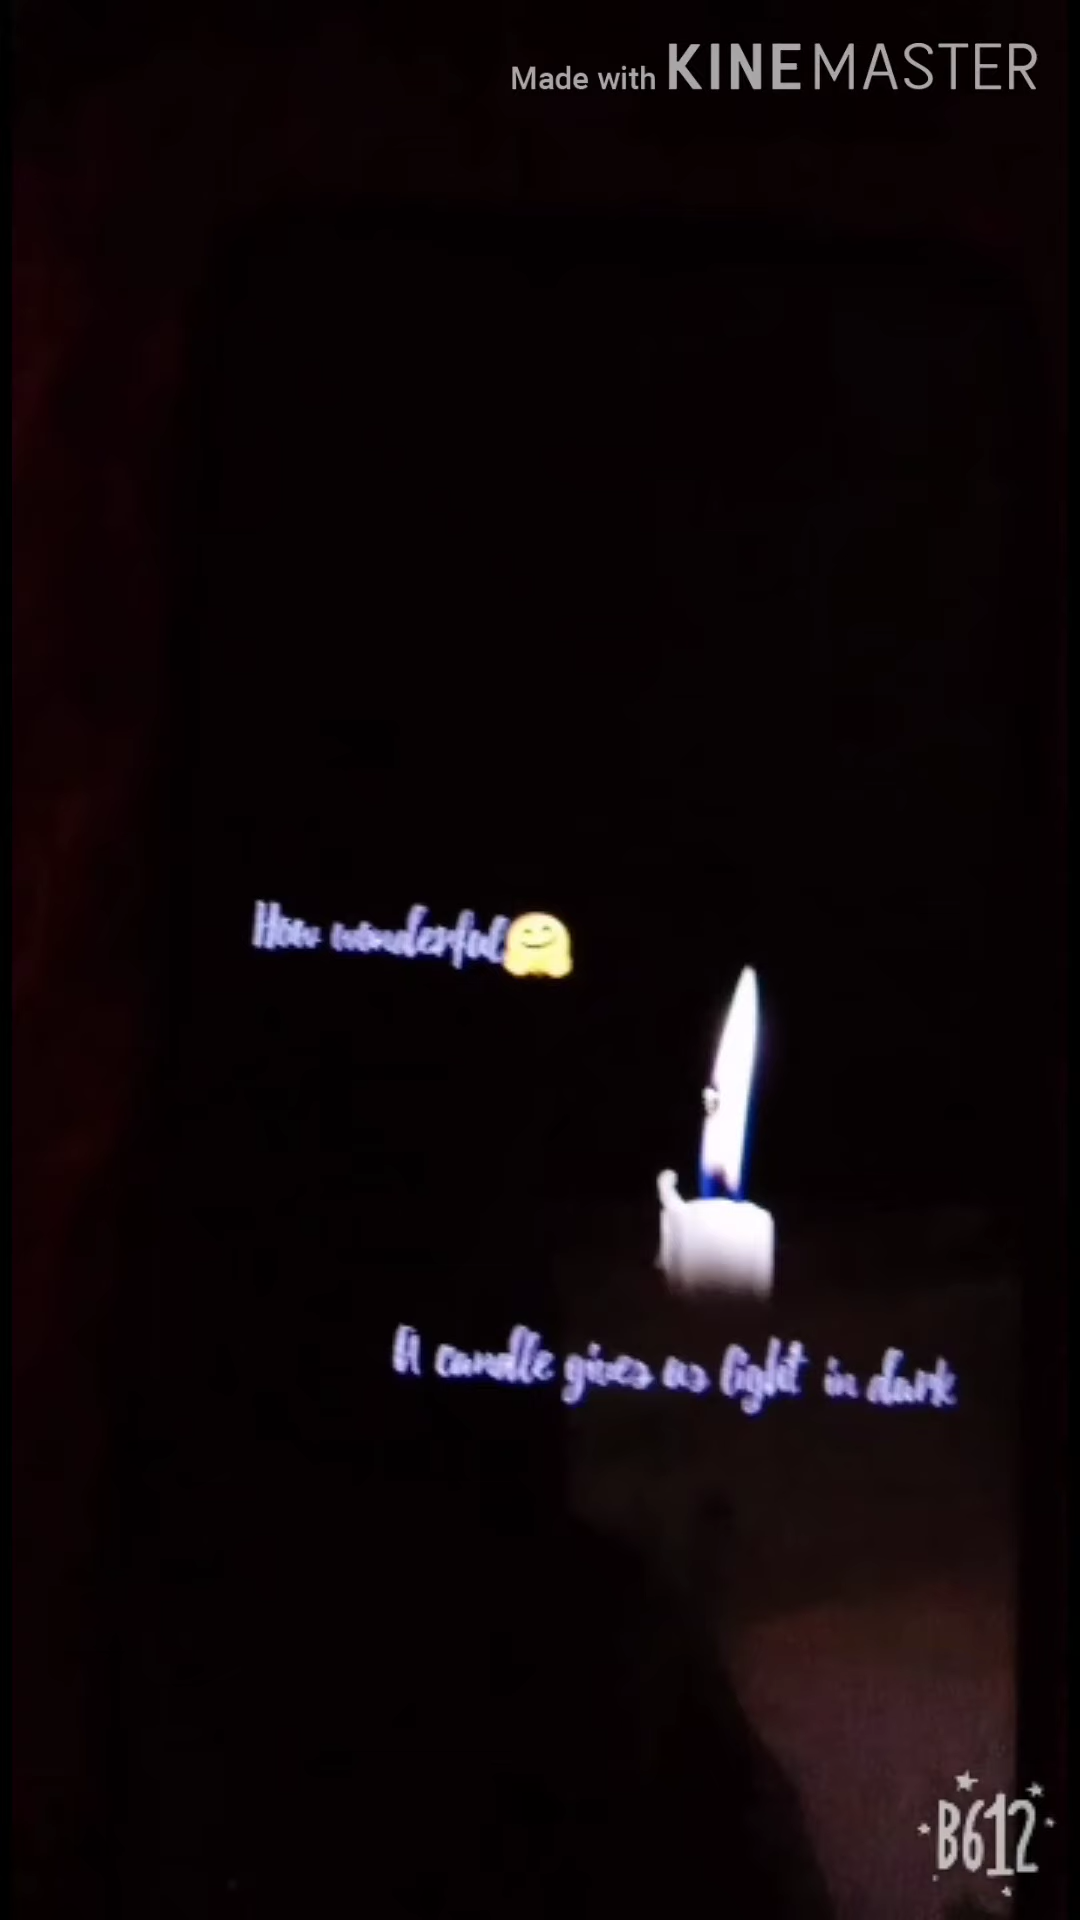 Made with KINEMASTER
How wonderful🤗
A candle gives us light in dark
B612